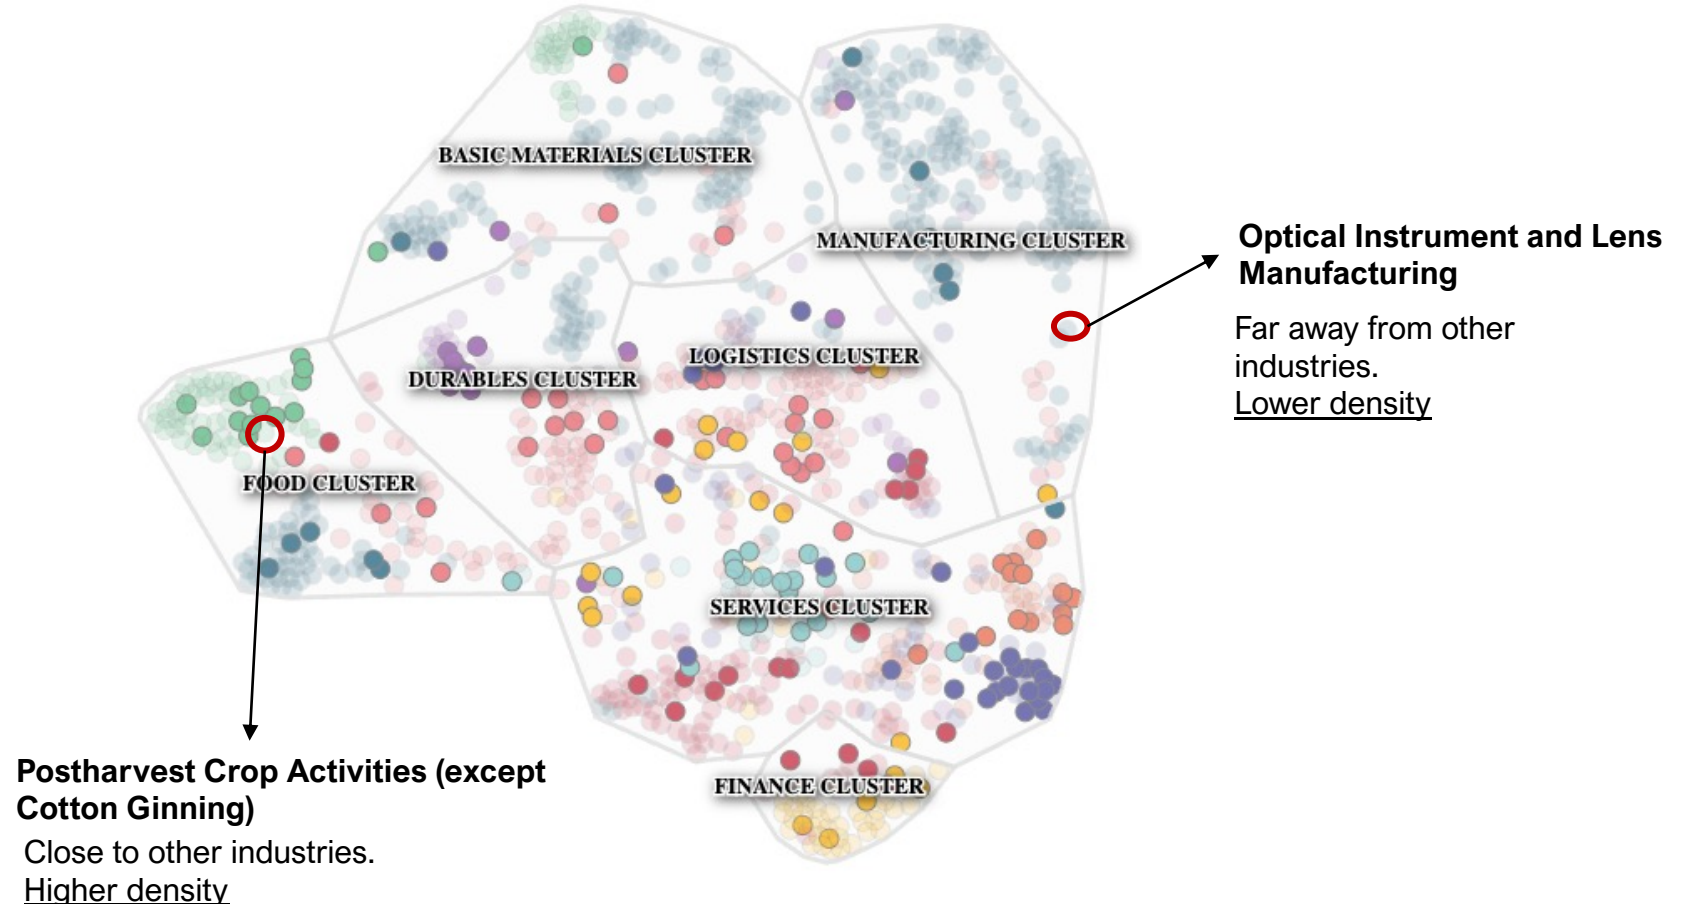 BASIC MATERIALS CLUSTER
MANUFACTURING CLUSTER
Optical Instrument and Lens
Manufacturing
Far away from other
industries.
Lower density
LOGISTICS CLUSTER
DURABLES CLUSTER
FOOD CLUSTER
SERVICES CLUSTER
FINANCE CLUSTER
Postharvest Crop Activities (except
Cotton Ginning)
Close to other industries.
Higher density